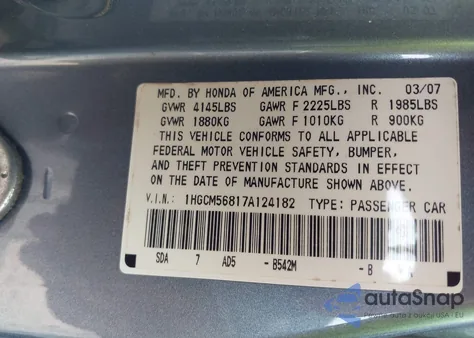 MFD. BY HONDA OF AMERICA MFG., INC. 03/07
GVWR 4145LBS GAWR F 2225LBS R 1985LBS
GVWR 1880KG GAWR F 1010KG R 900KG
THIS VEHICLE CONFORMS TO ALL APPLICABLE
FEDERAL MOTOR VEHICLE SAFETY, BUMPER,
AND THEFT PREVENTION STANDARDS IN EFFECT
ON THE DATE OF MANUFACTURE SHOWN ABOVE.
V.I.N.: 1HGCM56817A124182 TYPE: PASSENGER CAR
SDA 7 AD5 -B542M -B
autoSnap